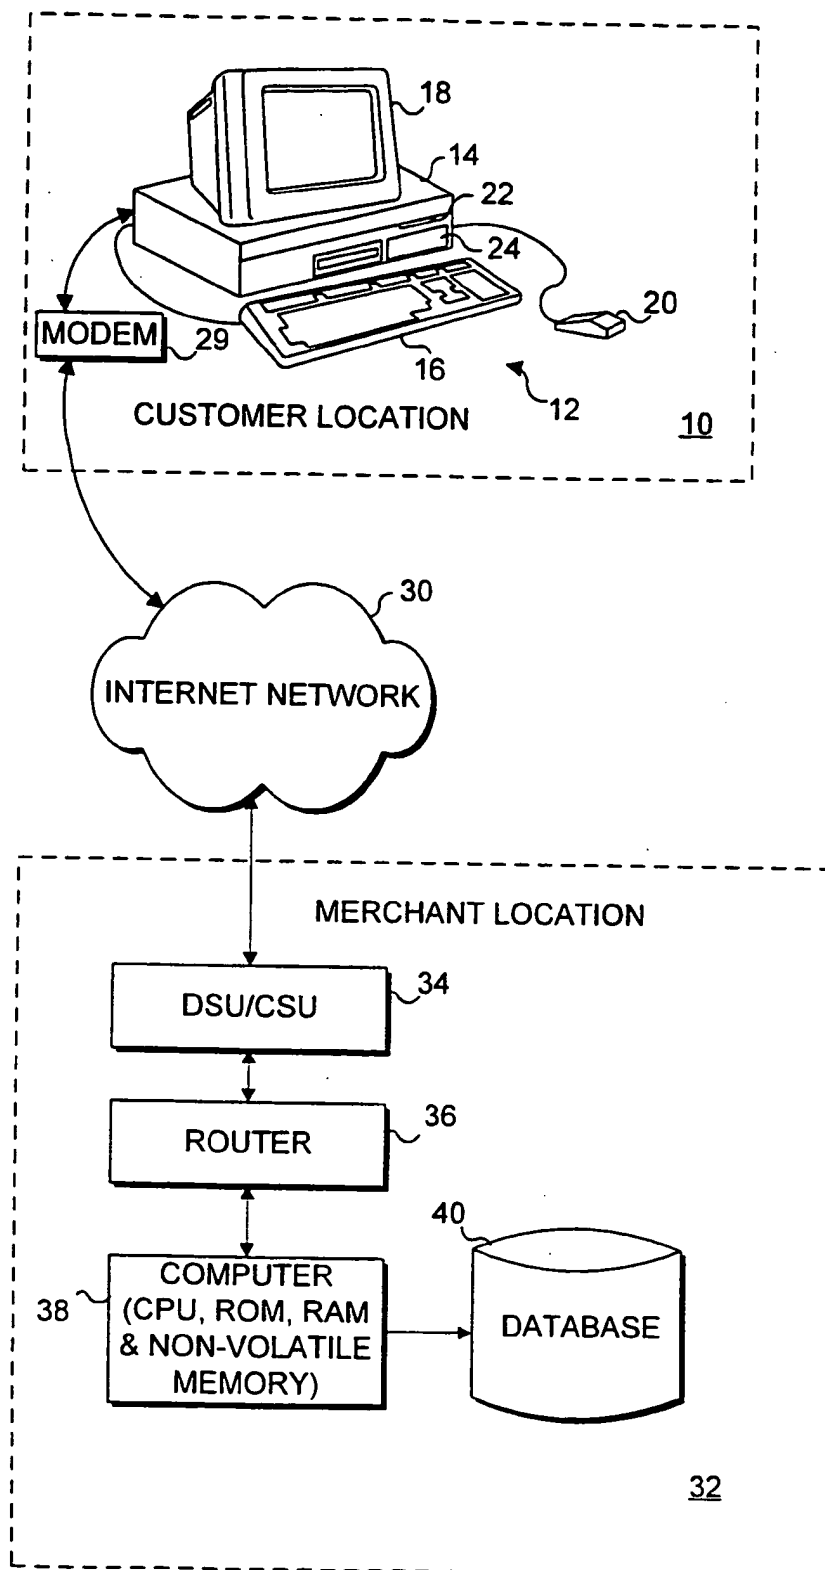 18
14
22
24
20
MODEM
29
16
12
CUSTOMER LOCATION
10
30
INTERNET NETWORK
MERCHANT LOCATION
DSU/CSU
34
ROUTER
36
40
COMPUTER
(CPU, ROM, RAM
& NON-VOLATILE
MEMORY)
38
DATABASE
32